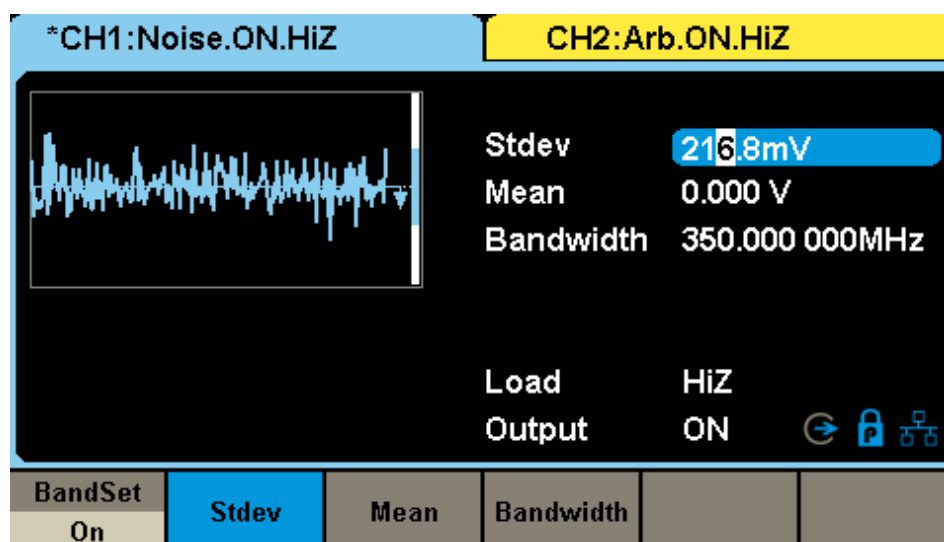 *CH1:Noise.ON.HiZ
CH2:Arb.ON.HiZ
Stdev 216.8mV
Mean 0.000 V
Bandwidth 350.000 000MHz
Load HiZ
Output ON
P
BandSet
On
Stdev
Mean
Bandwidth